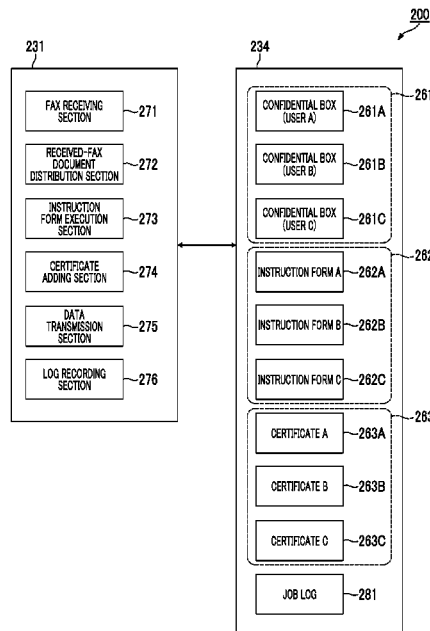 200
231
FAX RECEIVING
SECTION
271
RECEIVED-FAX
DOCUMENT
DISTRIBUTION SECTION
272
INSTRUCTION
FORM EXECUTION
SECTION
273
CERTIFICATE
ADDING SECTION
274
DATA
TRANSMISSION
SECTION
275
LOG RECORDING
SECTION
276
234
261
CONFIDENTIAL BOX
(USER A)
261A
CONFIDENTIAL BOX
(USER B)
261B
CONFIDENTIAL BOX
(USER C)
261C
262
INSTRUCTION FORM A
262A
INSTRUCTION FORM B
262B
INSTRUCTION FORM C
262C
263
CERTIFICATE A
263A
CERTIFICATE B
263B
CERTIFICATE C
263C
JOB LOG
281